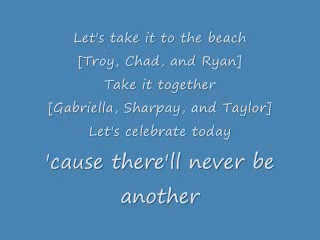 Let's take it to the beach
[Troy, Chad, and Ryan]
Take it together
[Gabriella, Sharpay, and Taylor]
Let's celebrate today
'cause there'll never be
another